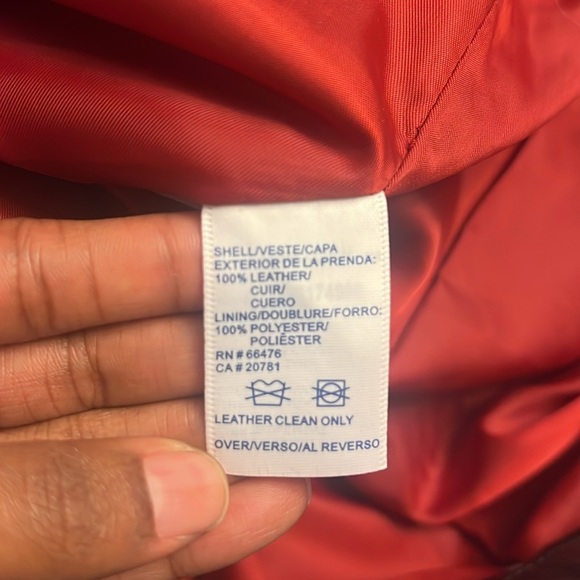 SHELL/VESTE/CAPA
EXTERIOR DE LA PRENDA:
100% LEATHER/
CUIR/
CUERO
LINING/DOUBLURE/FORRO:
100% POLYESTER/
POLIÉSTER
RN # 66476
CA # 20781
LEATHER CLEAN ONLY
OVER/VERSO/AL REVERSO